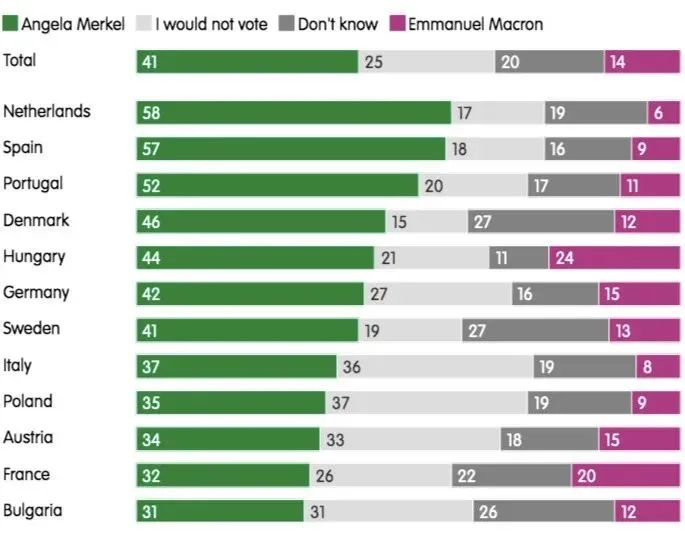 Angela Merkel I would not vote Don't know Emmanuel Macron
Total 41 25 20 14
Netherlands 58 17 19 6
Spain 57 18 16 9
Portugal 52 20 17 11
Denmark 46 15 27 12
Hungary 44 21 11 24
Germany 42 27 16 15
Sweden 41 19 27 13
Italy 37 36 19 8
Poland 35 37 19 9
Austria 34 33 18 15
France 32 26 22 20
Bulgaria 31 31 26 12